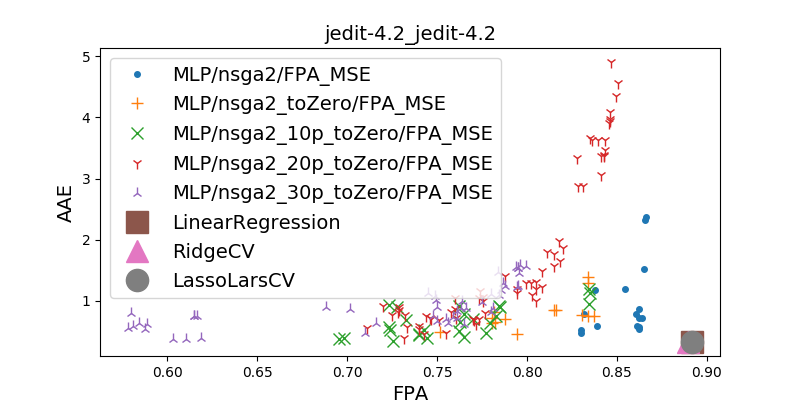 jedit-4.2_jedit-4.2
5
4
3
2
1
AAE
MLP/nsga2/FPA_MSE
MLP/nsga2_toZero/FPA_MSE
MLP/nsga2_10p_toZero/FPA_MSE
MLP/nsga2_20p_toZero/FPA_MSE
MLP/nsga2_30p_toZero/FPA_MSE
LinearRegression
RidgeCV
LassoLarsCV
0.60 0.65 0.70 0.75 0.80 0.85 0.90
FPA